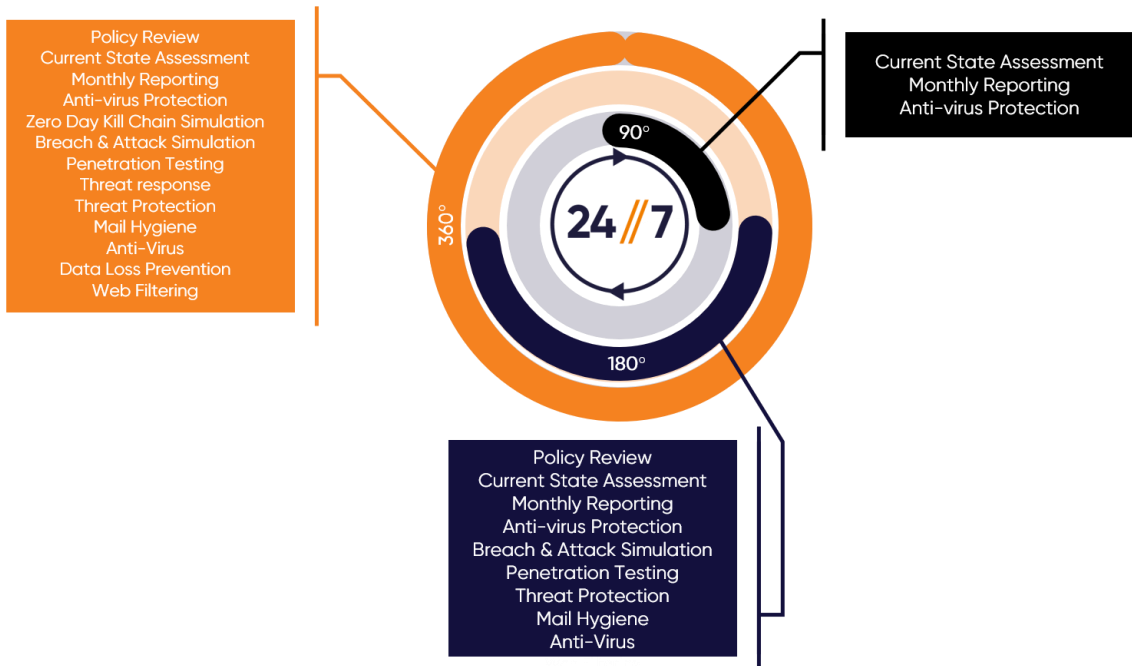 Policy Review
Current State Assessment
Monthly Reporting
Anti-virus Protection
Zero Day Kill Chain Simulation
Breach & Attack Simulation
Penetration Testing
Threat response
Threat Protection
Mail Hygiene
Anti-Virus
Data Loss Prevention
Web Filtering
360°
90°
24//7
180°
Current State Assessment
Monthly Reporting
Anti-virus Protection
Policy Review
Current State Assessment
Monthly Reporting
Anti-virus Protection
Breach & Attack Simulation
Penetration Testing
Threat Protection
Mail Hygiene
Anti-Virus